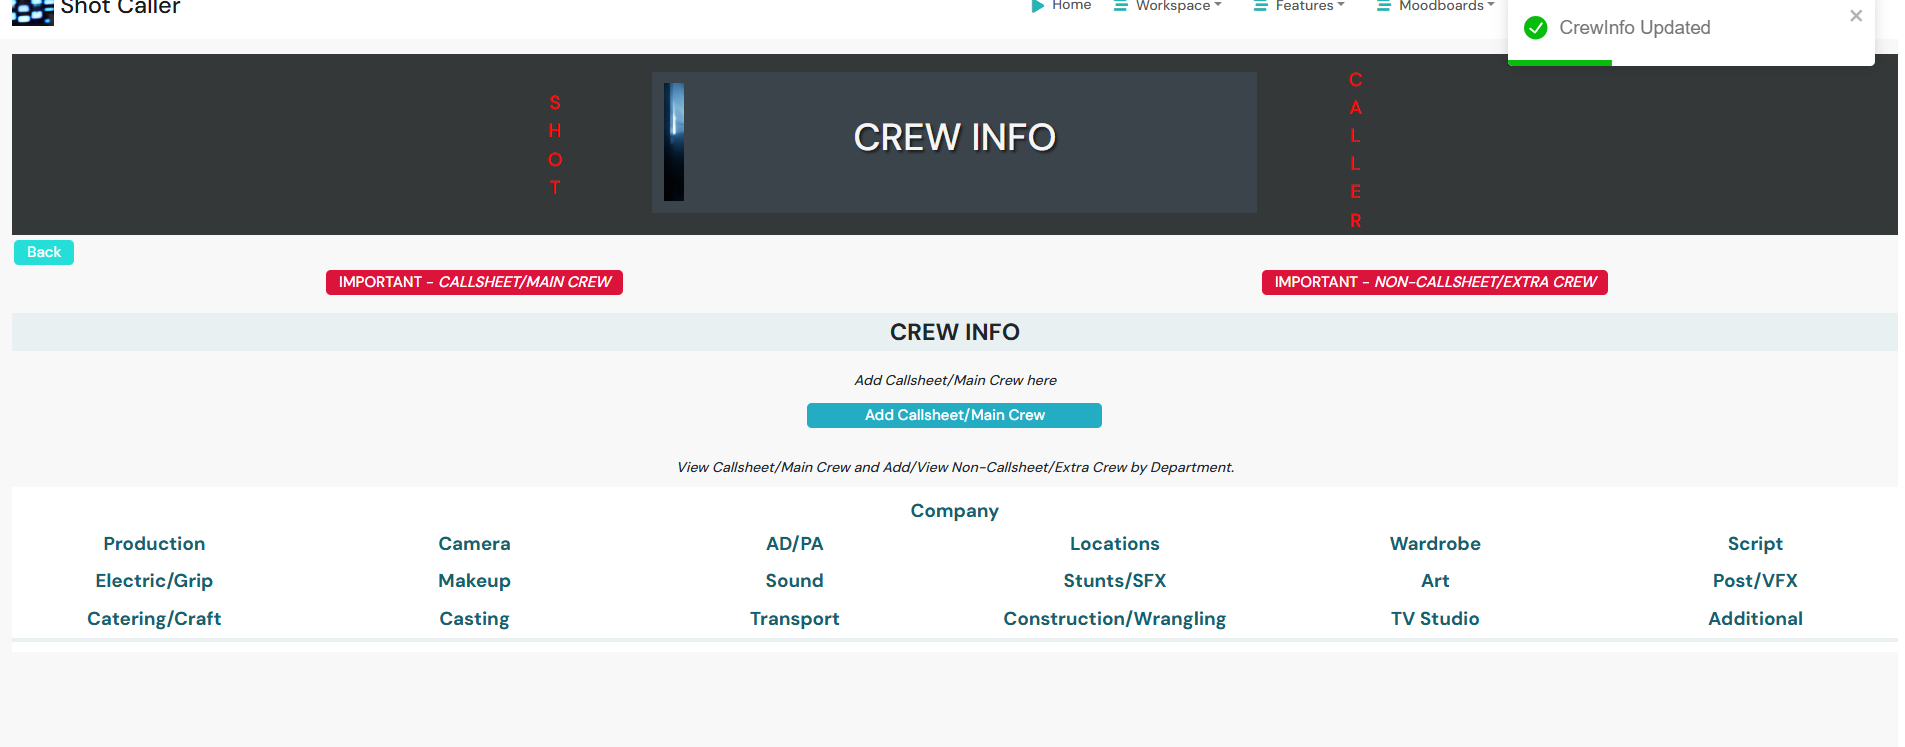 Shot Caller
Home Workspace Features Moodboards
CrewInfo Updated
SHOT
CREW INFO
CALLER
Back
IMPORTANT - CALLSHEET/MAIN CREW
IMPORTANT - NON-CALLSHEET/EXTRA CREW
CREW INFO
Add Callsheet/Main Crew here
Add Callsheet/Main Crew
View Callsheet/Main Crew and Add/View Non-Callsheet/Extra Crew by Department.
Company
Production Camera AD/PA Locations Wardrobe Script
Electric/Grip Makeup Sound Stunts/SFX Art Post/VFX
Catering/Craft Casting Transport Construction/Wrangling TV Studio Additional